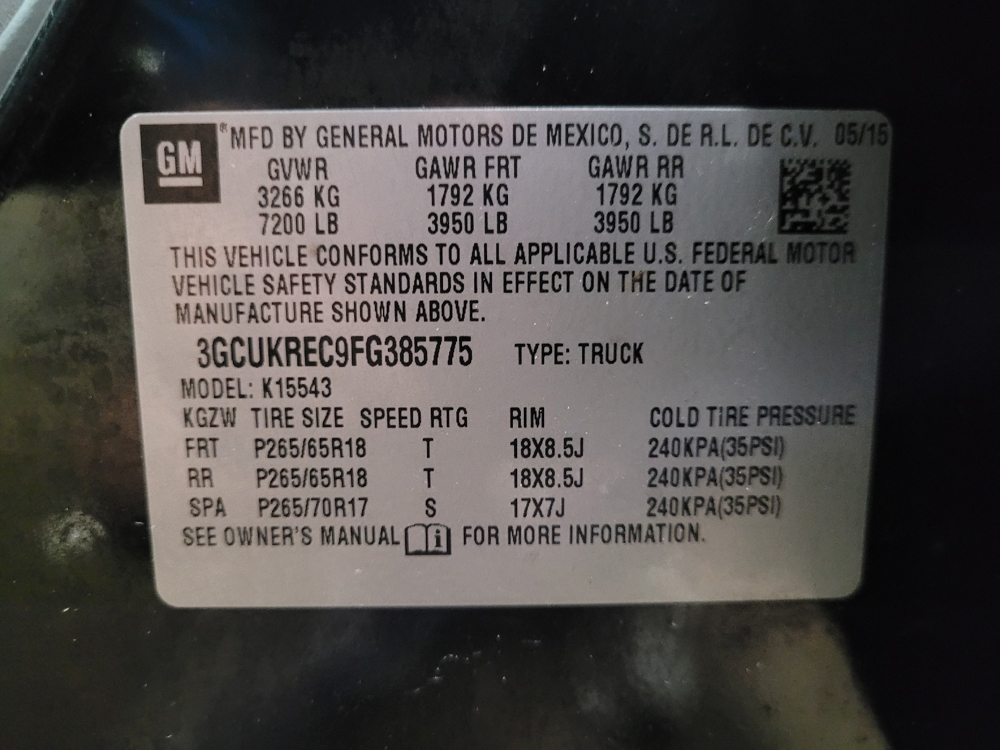 GM
®MFD BY GENERAL MOTORS DE MEXICO, S. DE R.L. DE C.V. 05/15
GVWR GAWR FRT GAWR RR
3266 KG 1792 KG 1792 KG
7200 LB 3950 LB 3950 LB
THIS VEHICLE CONFORMS TO ALL APPLICABLE U.S. FEDERAL MOTOR
VEHICLE SAFETY STANDARDS IN EFFECT ON THE DATE OF
MANUFACTURE SHOWN ABOVE.
3GCUKREC9FG385775 TYPE: TRUCK
MODEL: K15543
KGZW TIRE SIZE SPEED RTG RIM COLD TIRE PRESSURE
FRT P265/65R18 T 18X8.5J 240KPA(35PSI)
RR P265/65R18 T 18X8.5J 240KPA(35PSI)
SPA P265/70R17 S 17X7J 240KPA(35PSI)
SEE OWNER'S MANUAL i FOR MORE INFORMATION.